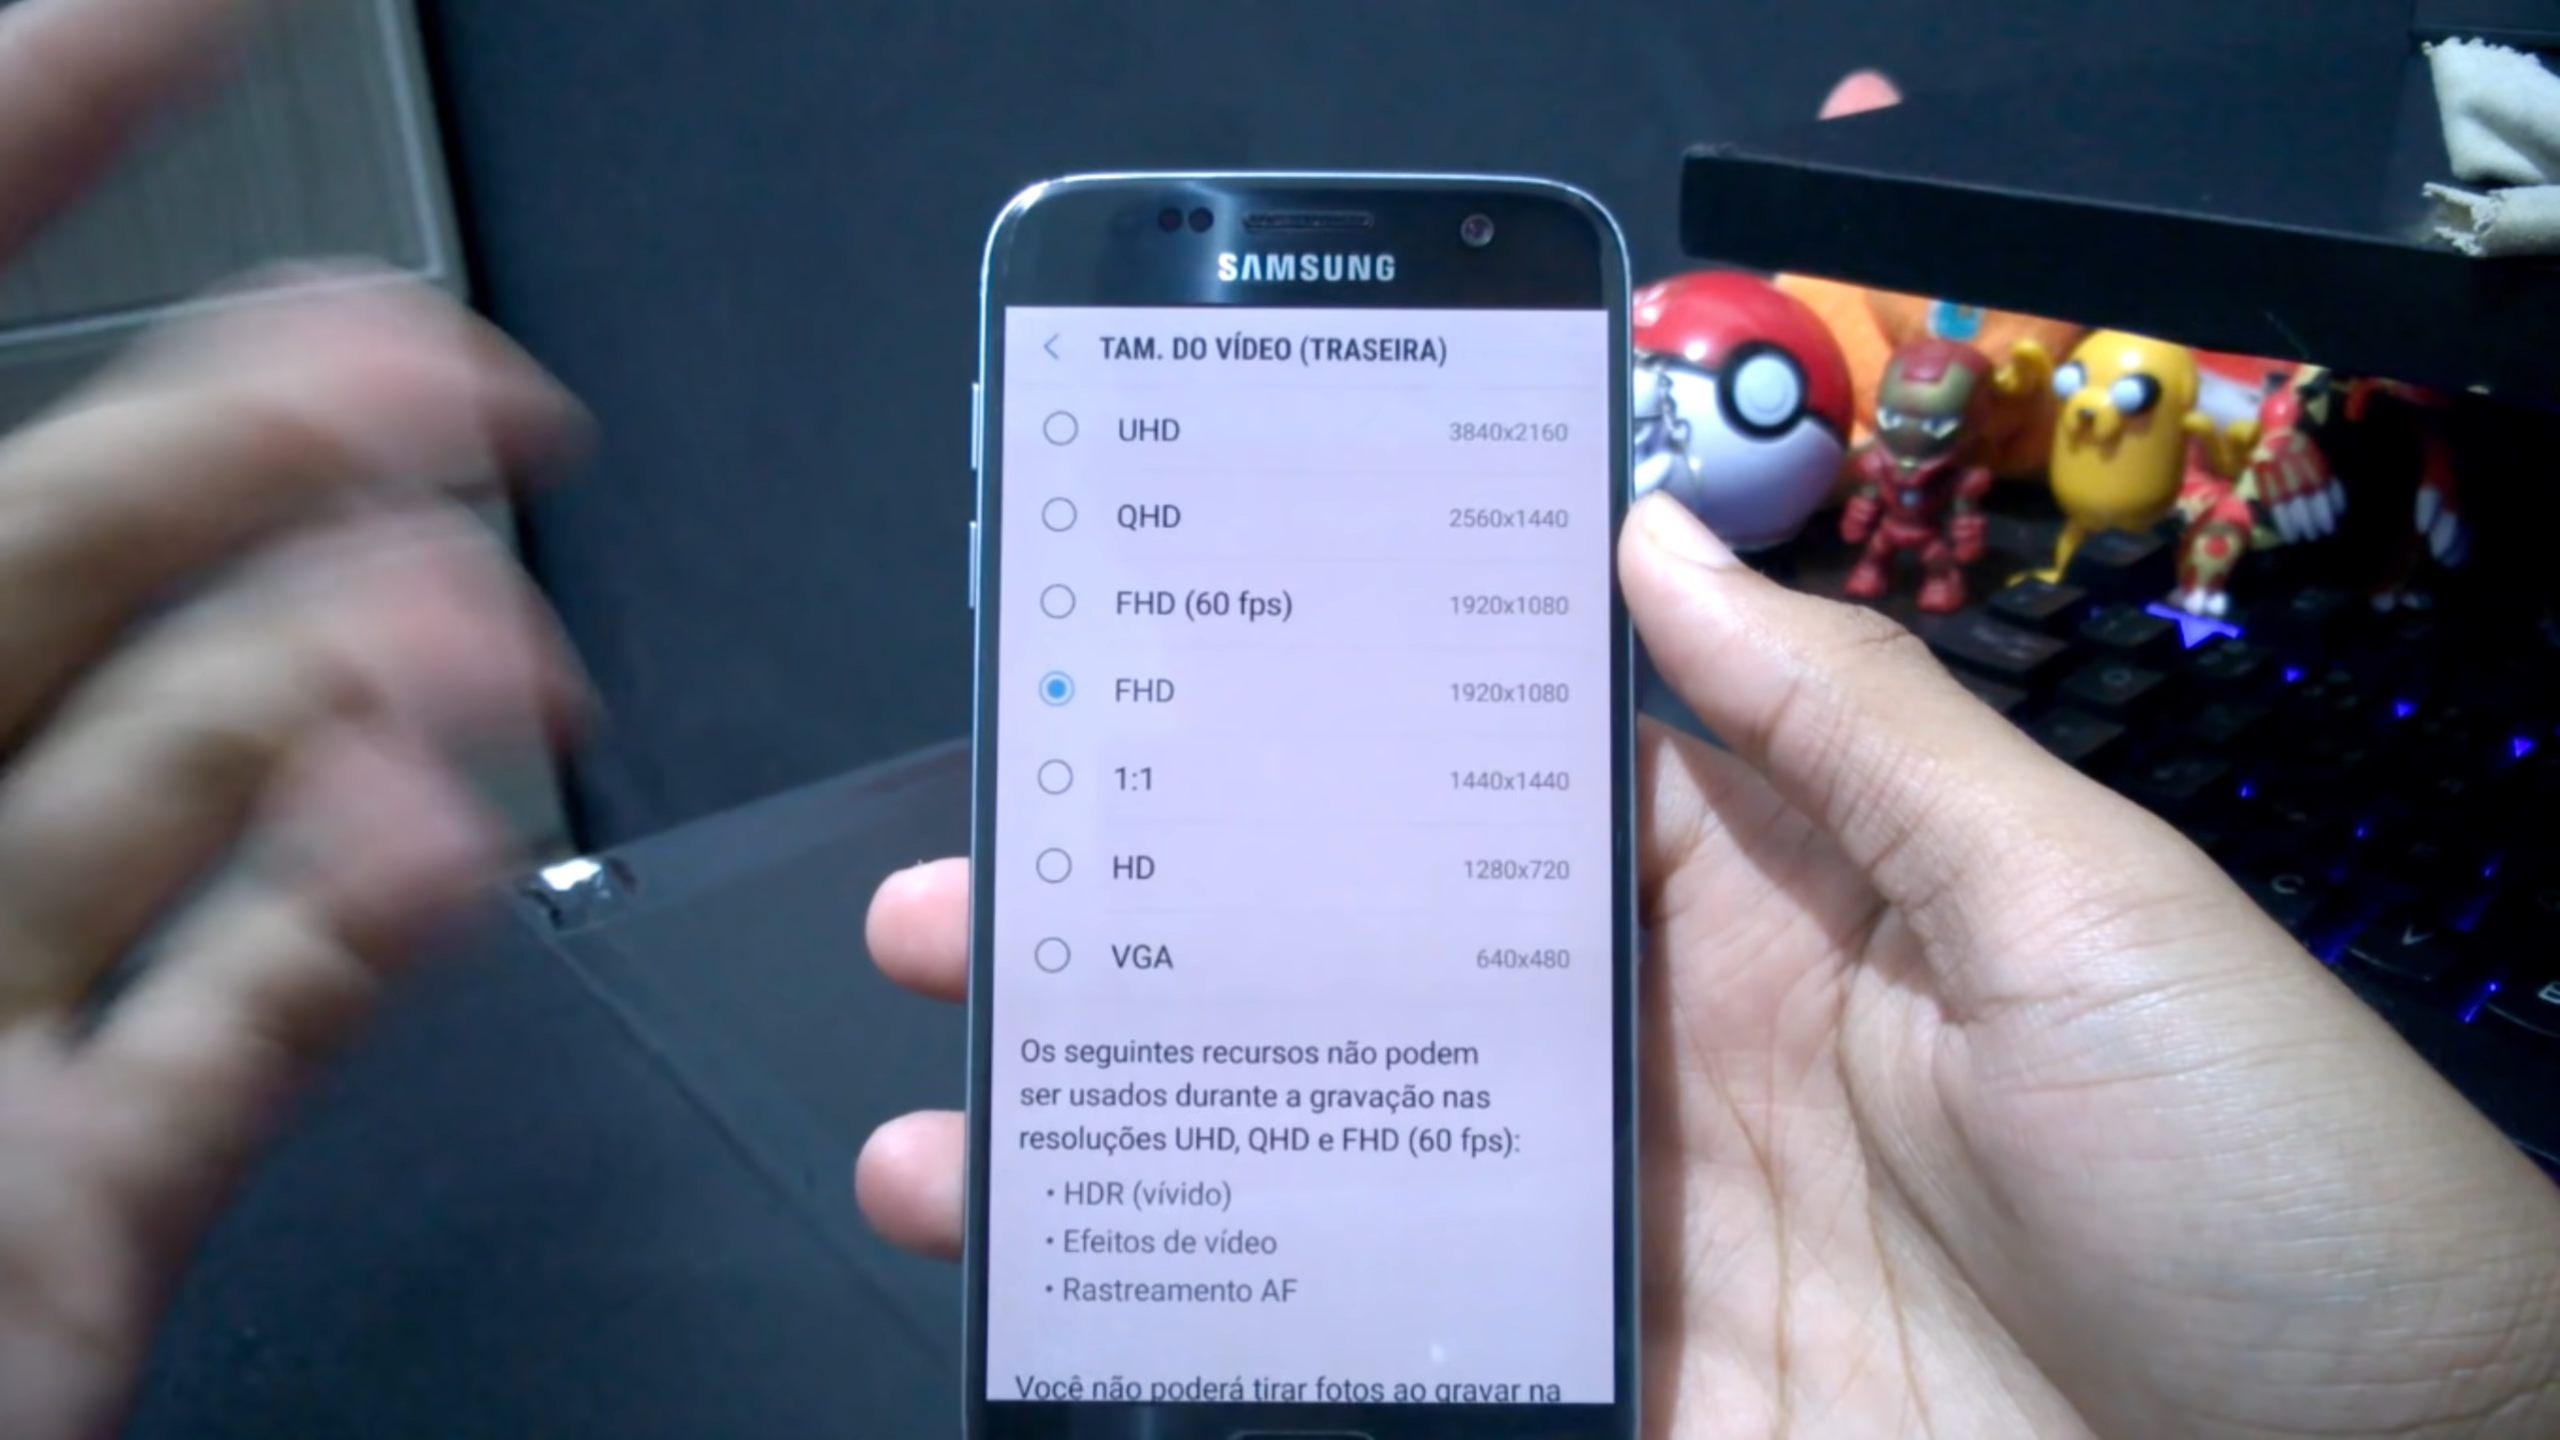 SAMSUNG
TAM. DO VÍDEO (TRASEIRA)
UHD 3840x2160
QHD 2560x1440
FHD (60 fps) 1920x1080
FHD 1920x1080
1:1 1440x1440
HD 1280x720
VGA 640x480
Os seguintes recursos não podem
ser usados durante a gravação nas
resoluções UHD, QHD e FHD (60 fps):
• HDR (vívido)
• Efeitos de vídeo
• Rastreamento AF
Você não poderá tirar fotos ao gravar na
C
V
B